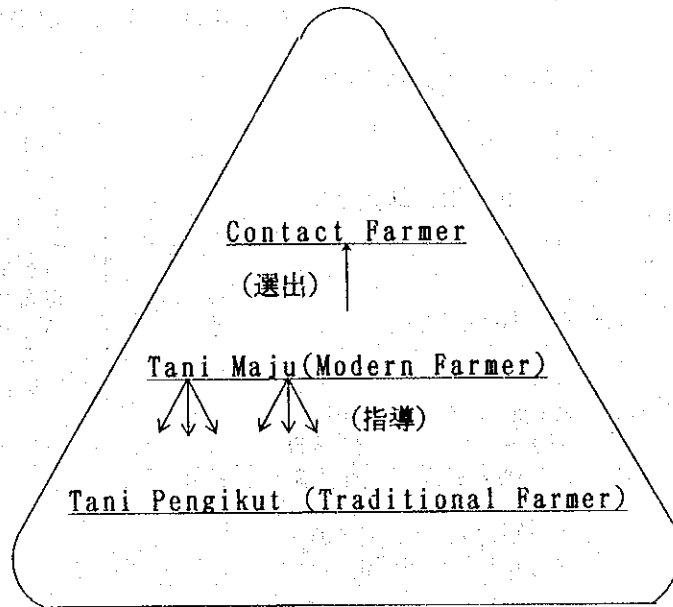 Contact Farmer
(選出)
Tani Maju(Modern Farmer)
(指導)
Tani Pengikut (Traditional Farmer)